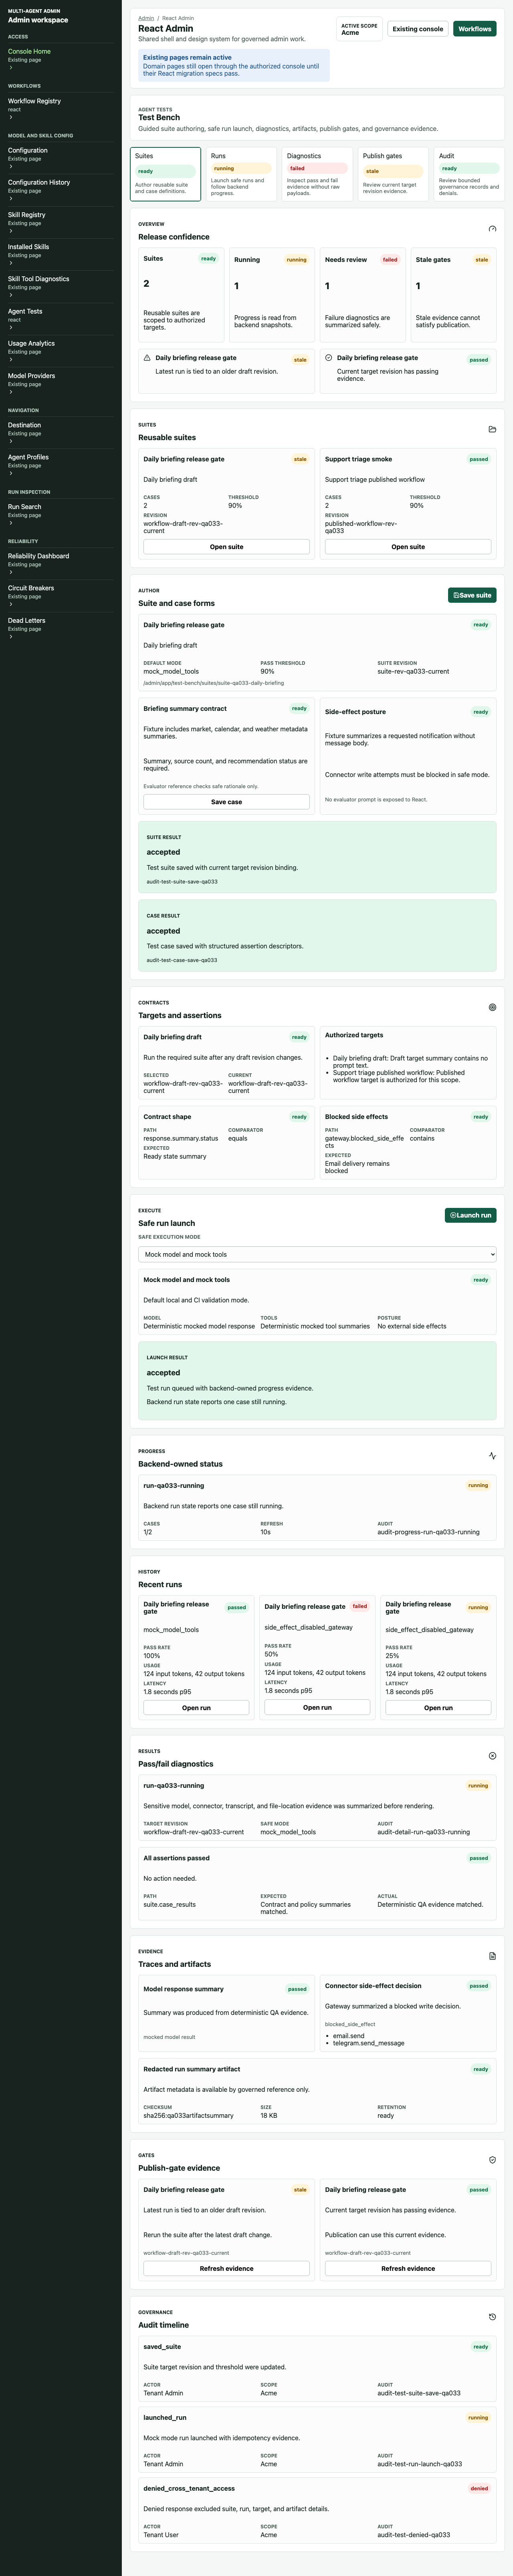 MULTI-AGENT ADMIN
Admin workspace
ACCESS
Console Home
Existing page
WORKFLOWS
Workflow Registry
react
MODEL AND SKILL CONFIG
Configuration
Existing page
Configuration History
Existing page
Skill Registry
Existing page
Installed Skills
Existing page
Skill Tool Diagnostics
Existing page
Agent Tests
react
Usage Analytics
Existing page
Model Providers
Existing page
NAVIGATION
Destination
Existing page
Agent Profiles
Existing page
RUN INSPECTION
Run Search
Existing page
RELIABILITY
Reliability Dashboard
Existing page
Circuit Breakers
Existing page
Dead Letters
Existing page
Admin / React Admin
React Admin
Shared shell and design system for governed admin work.
ACTIVE SCOPE
Acme
Existing console
Workflows
Existing pages remain active
Domain pages still open through the authorized console until
their React migration specs pass.
AGENT TESTS
Test Bench
Guided suite authoring, safe run launch, diagnostics, artifacts, publish gates, and governance evidence.
Suites
ready
Author reusable suite
and case definitions.
Runs
running
Launch safe runs and
follow backend
progress.
Diagnostics
failed
Inspect pass and fail
evidence without raw
payloads.
Publish gates
stale
Review current target
revision evidence.
Audit
ready
Review bounded
governance records and
denials.
OVERVIEW
Release confidence
Suites
ready
2
Reusable suites are
scoped to authorized
targets.
Running
running
1
Progress is read from
backend snapshots.
Needs review
failed
1
Failure diagnostics are
summarized safely.
Stale gates
stale
1
Stale evidence cannot
satisfy publication.
Daily briefing release gate
stale
Latest run is tied to an older draft revision.
Daily briefing release gate
passed
Current target revision has passing
evidence.
SUITES
Reusable suites
Daily briefing release gate
stale
Daily briefing draft
CASES
2
THRESHOLD
90%
REVISION
workflow-draft-rev-qa033-
current
Open suite
Support triage smoke
passed
Support triage published workflow
CASES
2
THRESHOLD
90%
REVISION
published-workflow-rev-
qa033
Open suite
AUTHOR
Suite and case forms
Save suite
Daily briefing release gate
ready
Daily briefing draft
DEFAULT MODE
mock_model_tools
PASS THRESHOLD
90%
SUITE REVISION
suite-rev-qa033-current
/admin/app/test-bench/suites/suite-qa033-daily-briefing
Briefing summary contract
ready
Fixture includes market, calendar, and weather metadata
summaries.
Summary, source count, and recommendation status are
required.
Evaluator reference checks safe rationale only.
Save case
Side-effect posture
ready
Fixture summarizes a requested notification without
message body.
Connector write attempts must be blocked in safe mode.
No evaluator prompt is exposed to React.
SUITE RESULT
accepted
Test suite saved with current target revision binding.
audit-test-suite-save-qa033
CASE RESULT
accepted
Test case saved with structured assertion descriptors.
audit-test-case-save-qa033
CONTRACTS
Targets and assertions
Daily briefing draft
ready
Run the required suite after any draft revision changes.
SELECTED
workflow-draft-rev-qa033-
current
CURRENT
workflow-draft-rev-qa033-
current
Authorized targets
• Daily briefing draft: Draft target summary contains no
prompt text.
• Support triage published workflow: Published
workflow target is authorized for this scope.
Contract shape
ready
PATH
response.summary.status
COMPARATOR
equals
EXPECTED
Ready state summary
Blocked side effects
ready
PATH
gateway.blocked_side_effe
cts
COMPARATOR
contains
EXPECTED
Email delivery remains
blocked
EXECUTE
Safe run launch
Launch run
SAFE EXECUTION MODE
Mock model and mock tools
Mock model and mock tools
ready
Default local and CI validation mode.
MODEL
Deterministic mocked model response
TOOLS
Deterministic mocked tool summaries
POSTURE
No external side effects
LAUNCH RESULT
accepted
Test run queued with backend-owned progress evidence.
Backend run state reports one case still running.
PROGRESS
Backend-owned status
run-qa033-running
running
Backend run state reports one case still running.
CASES
1/2
REFRESH
10s
AUDIT
audit-progress-run-qa033-running
HISTORY
Recent runs
Daily briefing release
gate
passed
mock_model_tools
PASS RATE
100%
USAGE
124 input tokens, 42 output tokens
LATENCY
1.8 seconds p95
Open run
Daily briefing release gate
failed
side_effect_disabled_gateway
PASS RATE
50%
USAGE
124 input tokens, 42 output tokens
LATENCY
1.8 seconds p95
Open run
Daily briefing release
gate
running
side_effect_disabled_gateway
PASS RATE
25%
USAGE
124 input tokens, 42 output tokens
LATENCY
1.8 seconds p95
Open run
RESULTS
Pass/fail diagnostics
run-qa033-running
running
Sensitive model, connector, transcript, and file-location evidence was summarized before rendering.
TARGET REVISION
workflow-draft-rev-qa033-current
SAFE MODE
mock_model_tools
AUDIT
audit-detail-run-qa033-running
All assertions passed
passed
No action needed.
PATH
suite.case_results
EXPECTED
Contract and policy summaries
matched.
ACTUAL
Deterministic QA evidence matched.
EVIDENCE
Traces and artifacts
Model response summary
passed
Summary was produced from deterministic QA evidence.
mocked model result
Connector side-effect decision
passed
Gateway summarized a blocked write decision.
blocked_side_effect
• email.send
• telegram.send_message
Redacted run summary artifact
ready
Artifact metadata is available by governed reference only.
CHECKSUM
sha256:qa033artifactsummary
SIZE
18 KB
RETENTION
ready
GATES
Publish-gate evidence
Daily briefing release gate
stale
Latest run is tied to an older draft revision.
Rerun the suite after the latest draft change.
workflow-draft-rev-qa033-current
Refresh evidence
Daily briefing release gate
passed
Current target revision has passing evidence.
Publication can use this current evidence.
workflow-draft-rev-qa033-current
Refresh evidence
GOVERNANCE
Audit timeline
saved_suite
ready
Suite target revision and threshold were updated.
ACTOR
Tenant Admin
SCOPE
Acme
AUDIT
audit-test-suite-save-qa033
launched_run
running
Mock mode run launched with idempotency evidence.
ACTOR
Tenant Admin
SCOPE
Acme
AUDIT
audit-test-run-launch-qa033
denied_cross_tenant_access
denied
Denied response excluded suite, run, target, and artifact details.
ACTOR
Tenant User
SCOPE
Acme
AUDIT
audit-test-denied-qa033